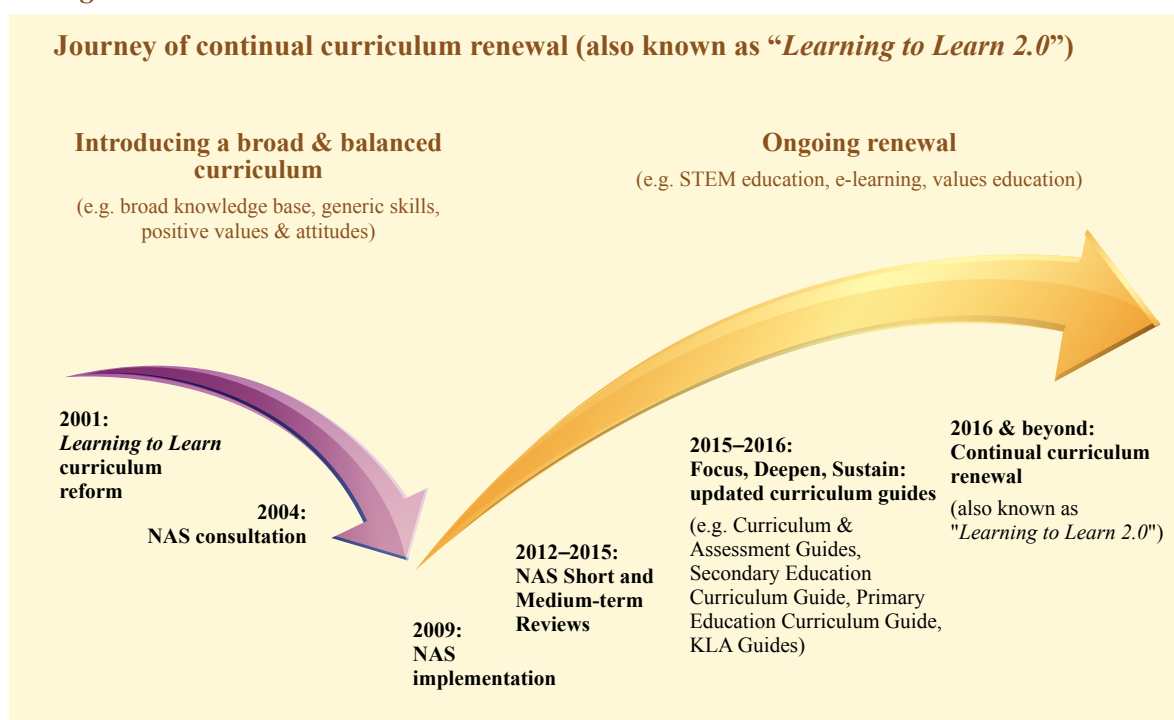 Journey of continual curriculum renewal (also known as “Learning to Learn 2.0”)
Introducing a broad & balanced
curriculum
(e.g. broad knowledge base, generic skills,
positive values & attitudes)
Ongoing renewal
(e.g. STEM education, e-learning, values education)
2001:
Learning to Learn
curriculum
reform
2004:
NAS consultation
2009:
NAS
implementation
2012–2015:
NAS Short and
Medium-term
Reviews
2015–2016:
Focus, Deepen, Sustain:
updated curriculum guides
(e.g. Curriculum &
Assessment Guides,
Secondary Education
Curriculum Guide, Primary
Education Curriculum Guide,
KLA Guides)
2016 & beyond:
Continual curriculum
renewal
(also known as
"Learning to Learn 2.0")